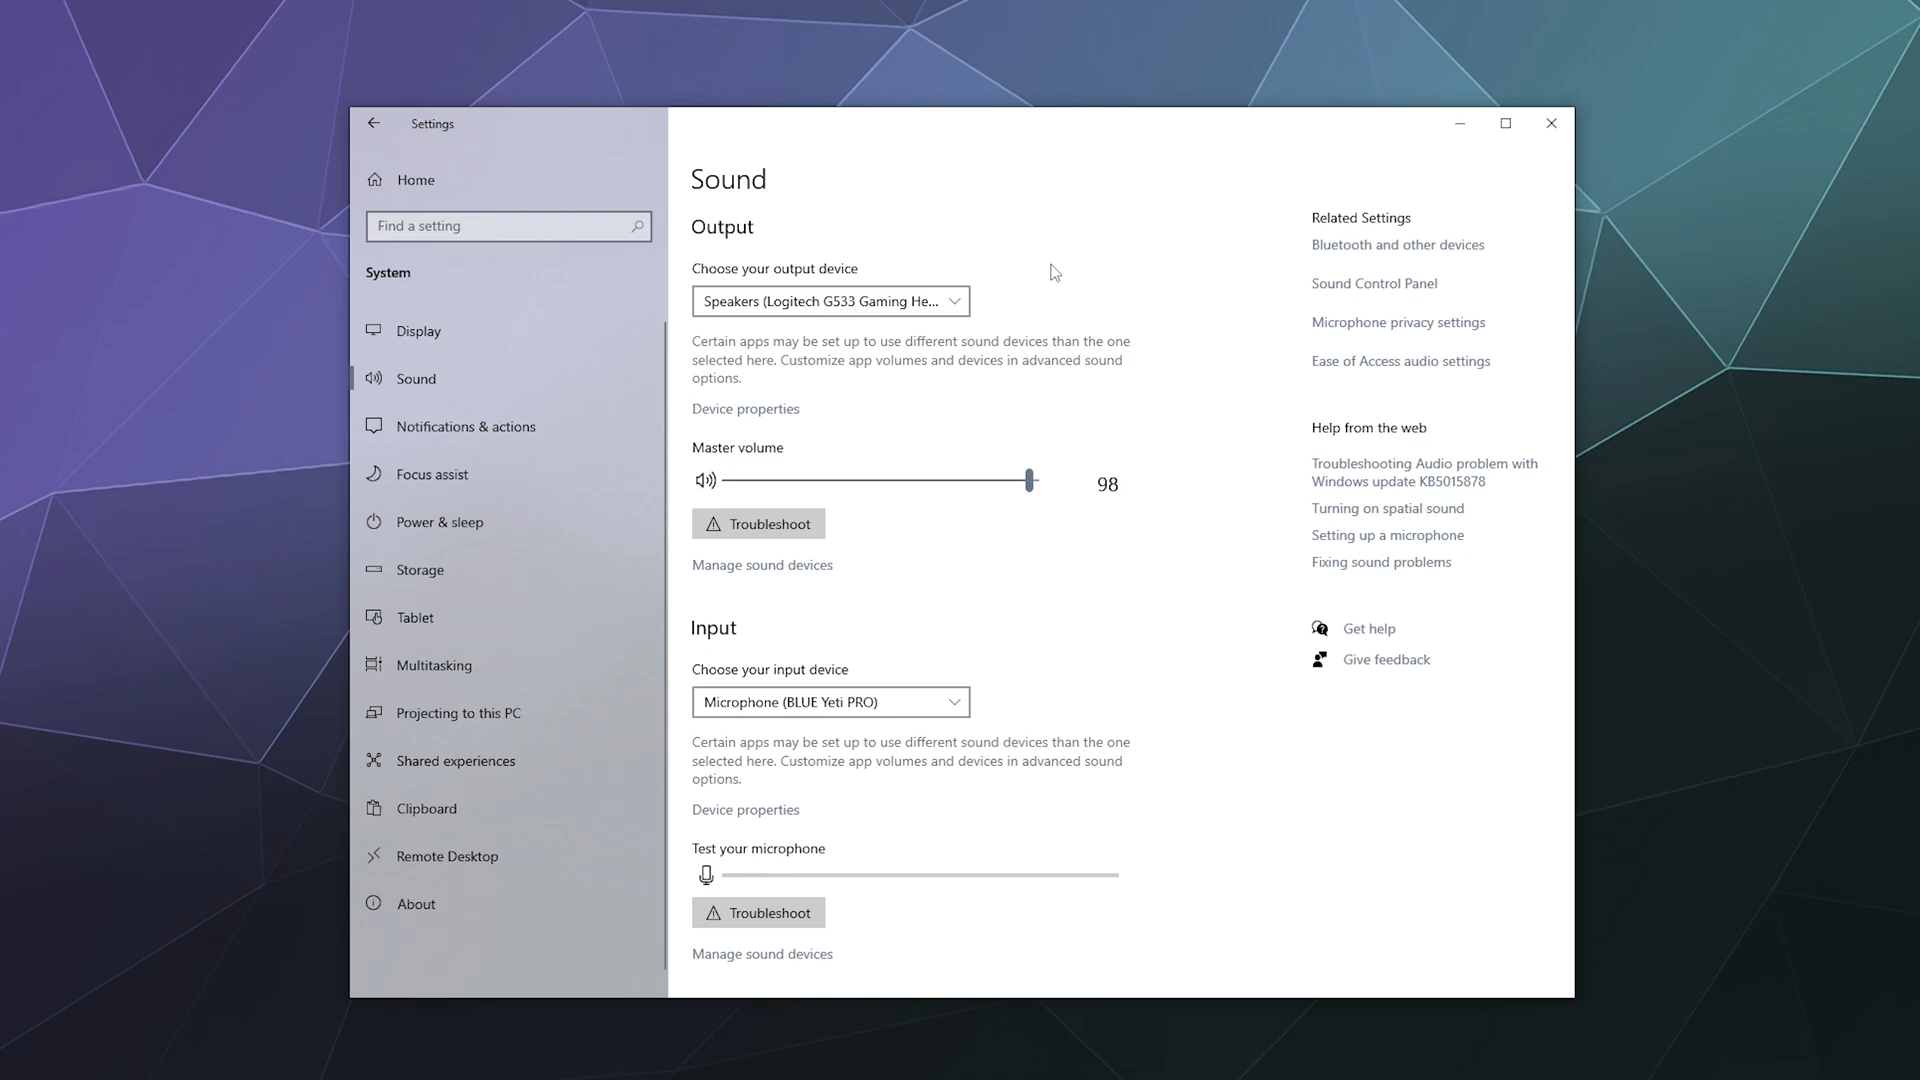 Settings
Home
Find a setting
System
Display
Sound
Notifications & actions
Focus assist
Power & sleep
Storage
Tablet
Multitasking
Projecting to this PC
Shared experiences
Clipboard
Remote Desktop
About
Sound
Output
Choose your output device
Speakers (Logitech G533 Gaming He...
Certain apps may be set up to use different sound devices than the one
selected here. Customize app volumes and devices in advanced sound
options.
Device properties
Master volume
98
Troubleshoot
Manage sound devices
Input
Choose your input device
Microphone (BLUE Yeti PRO)
Certain apps may be set up to use different sound devices than the one
selected here. Customize app volumes and devices in advanced sound
options.
Device properties
Test your microphone
Troubleshoot
Manage sound devices
Related Settings
Bluetooth and other devices
Sound Control Panel
Microphone privacy settings
Ease of Access audio settings
Help from the web
Troubleshooting Audio problem with
Windows update KB5015878
Turning on spatial sound
Setting up a microphone
Fixing sound problems
Get help
Give feedback